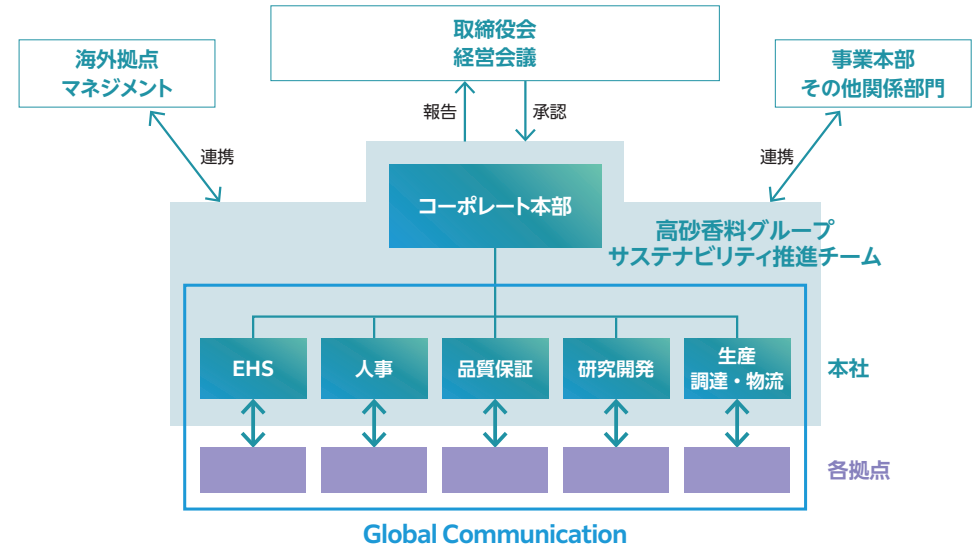 取締役会
経営会議
海外拠点
マネジメント
事業本部
その他関係部門
報告
承認
連携
連携
コーポレート本部
高砂香料グループ
サステナビリティ推進チーム
EHS
人事
品質保証
研究開発
生産
調達・物流
本社
各拠点
Global Communication